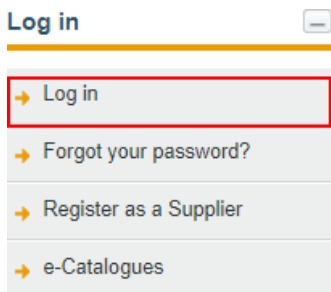 Log in
Log in
Forgot your password?
Register as a Supplier
e-Catalogues